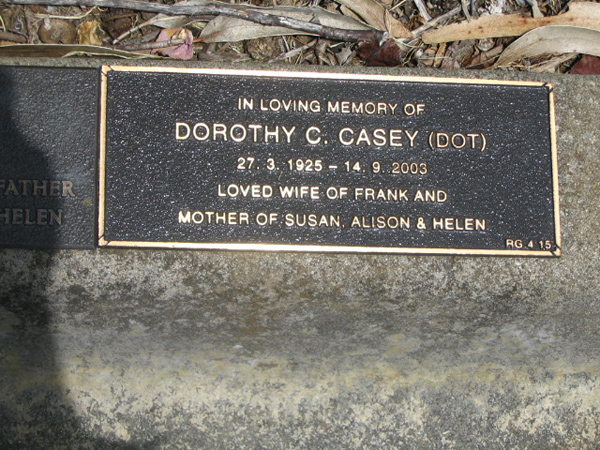 IN LOVING MEMORY OF
DOROTHY C. CASEY (DOT)
27. 3. 1925 – 14. 9. 2003
LOVED WIFE OF FRANK AND
MOTHER OF SUSAN, ALISON & HELEN
RG 4 15
FATHER
HELEN